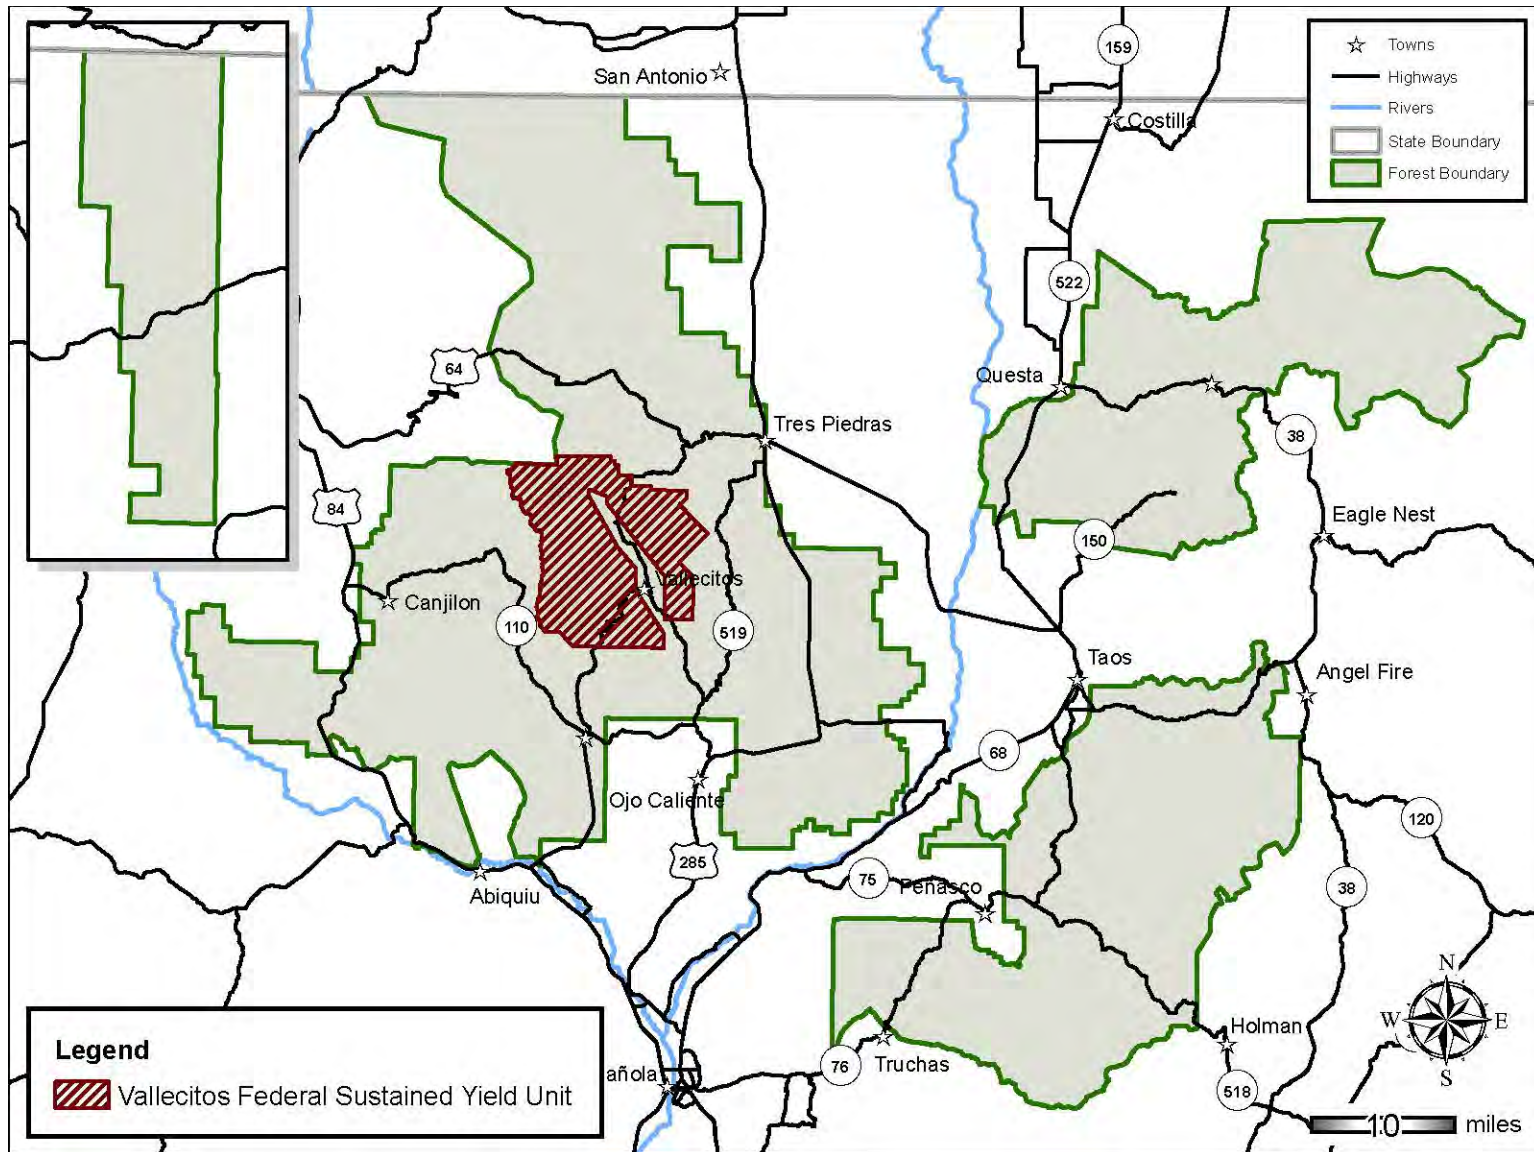 San Antonio
159
Towns
Highways
Rivers
State Boundary
Forest Boundary
Costilla
522
64
Questa
Tres Piedras
38
84
Eagle Nest
150
Vallecitos
Canjilon
110
519
Taos
Angel Fire
68
Ojo Caliente
120
285
75
Peñasco
38
Abiquiu
N
W E
S
Holman
Legend
76
Truchas
añola
Vallecitos Federal Sustained Yield Unit
518
10 miles